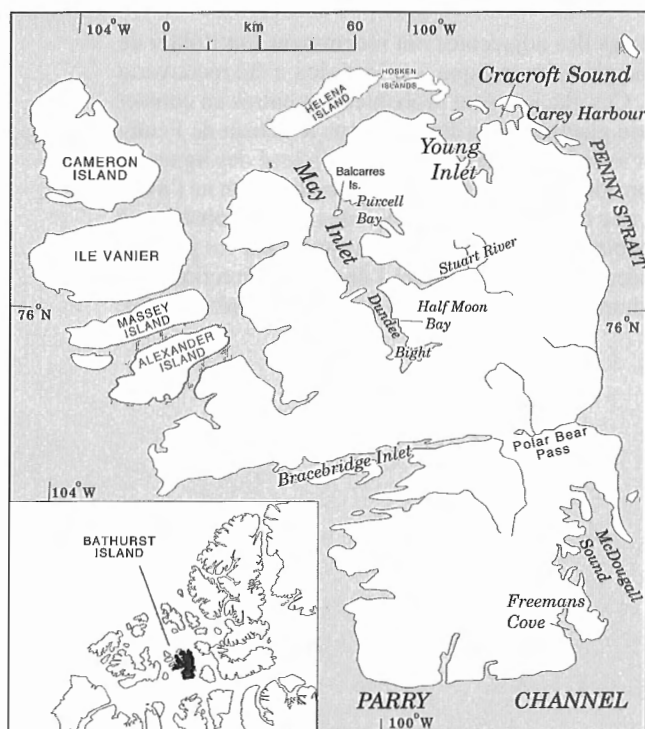 104°W
0
km
60
100°W
HOSKEN
ISLANDS
HELENA
ISLAND
Cracroft Sound
Carey Harbour
CAMERON
ISLAND
May
Inlet
Balcarres
Is.
Purcell
Bay
Young
Inlet
PENNY STRAIT
ILE VANIER
Stuart River
76°N
MASSEY
ISLAND
ALEXANDER
ISLAND
Dundee
Bight
Half Moon
Bay
76°N
Polar Bear
Pass
Bracebridge Inlet
104°W
BATHURST
ISLAND
McDougall
Sound
Freemans
Cove
PARRY CHANNEL
100°W